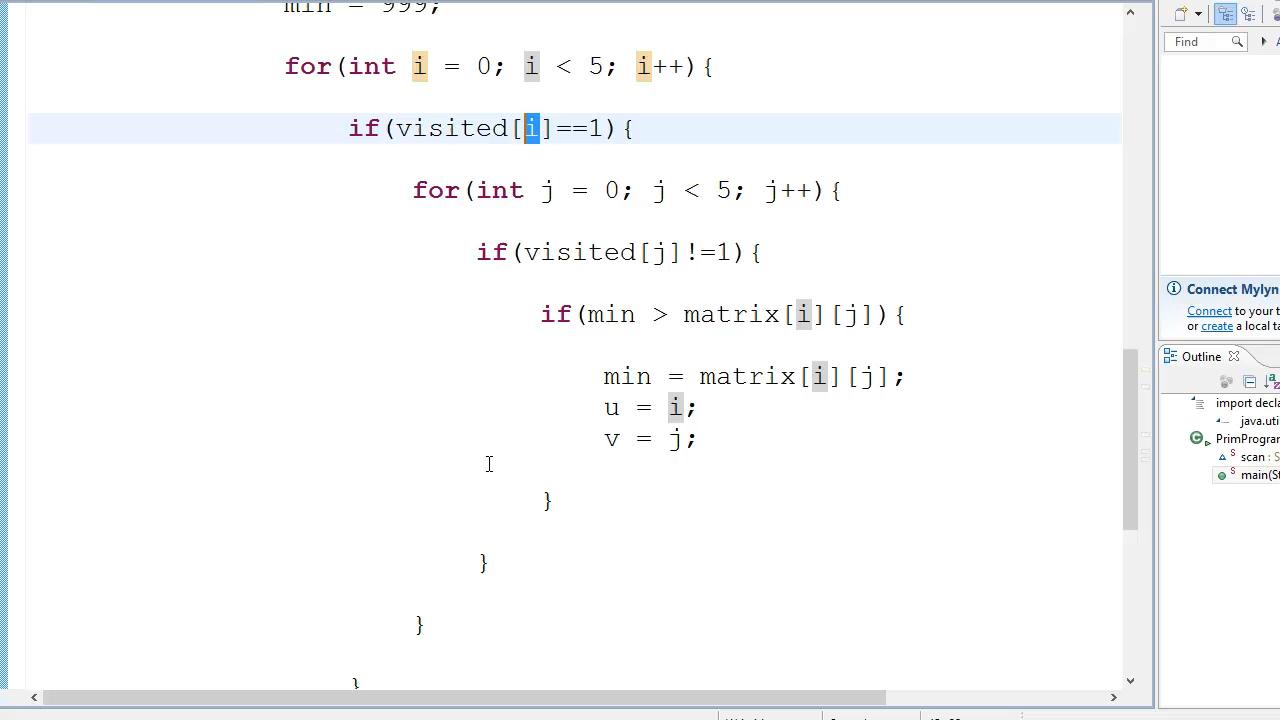 min = 999;
for(int i = 0; i < 5; i++){
if(visited[i]==1){
for(int j = 0; j < 5; j++){
if(visited[j]!=1){
if(min > matrix[i][j]){
min = matrix[i][j];
u = i;
v = j;
}
}
}
}
Find
Connect Mylyn
Connect to your t
or create a local ta
Outline
import decla
java.uti
PrimProgran
scan : S
main(St